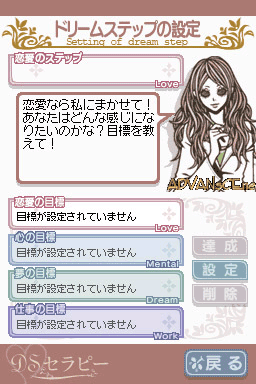 ドリームステップの設定
Setting of dream step
恋愛のステップ
Love
恋愛なら私にまかせて！
あなたはどんな感じにな
りたいのかな？目標を教
えて！
恋愛の目標
目標が設定されていません
Love
心の目標
目標が設定されていません
Mental
夢の目標
目標が設定されていません
Dream
仕事の目標
目標が設定されていません
Work
達成
設定
削除
DSセラピー
戻る